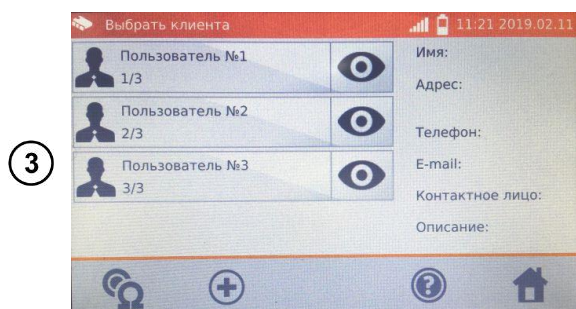 Выбрать клиента
11:21 2019.02.11
Пользователь №1
1/3
Пользователь №2
2/3
Пользователь №3
3/3
Имя:
Адрес:
Телефон:
E-mail:
Контактное лицо:
Описание:
3